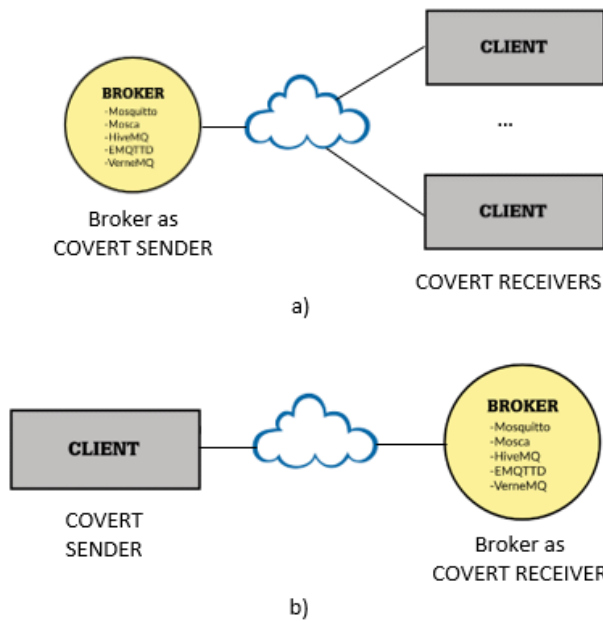 CLIENT
BROKER
-Mosquitto
-Mosca
-HiveMQ
-EMQTTD
-VerneMQ
...
CLIENT
Broker as
COVERT SENDER
COVERT RECEIVERS
a)
BROKER
-Mosquitto
-Mosca
-HiveMQ
-EMQTTD
-VerneMQ
CLIENT
COVERT
SENDER
Broker as
COVERT RECEIVER
b)